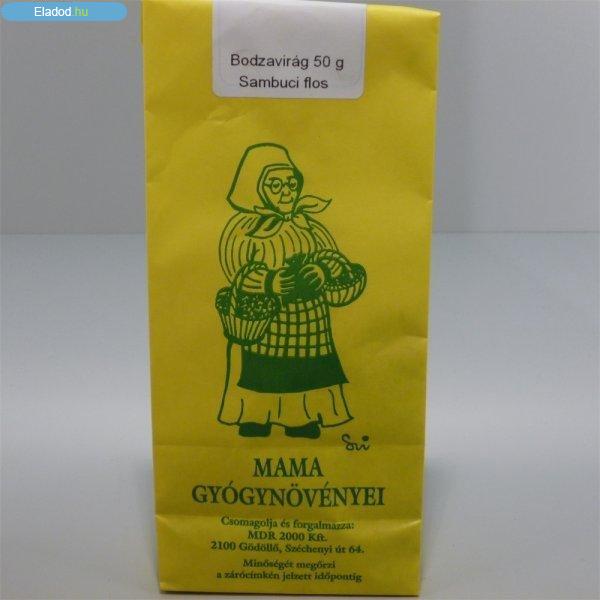 Eladod.hu
Bodzavirág 50 g
Sambuci flos
Svi
MAMA
GYÓGYNÖVÉNYEI
Csomagolja és forgalmazza:
MDR 2000 Kft.
2100 Gödöllő, Széchenyi út 64.
Minőségét megőrzi
a zárócímkén jelzett időpontig